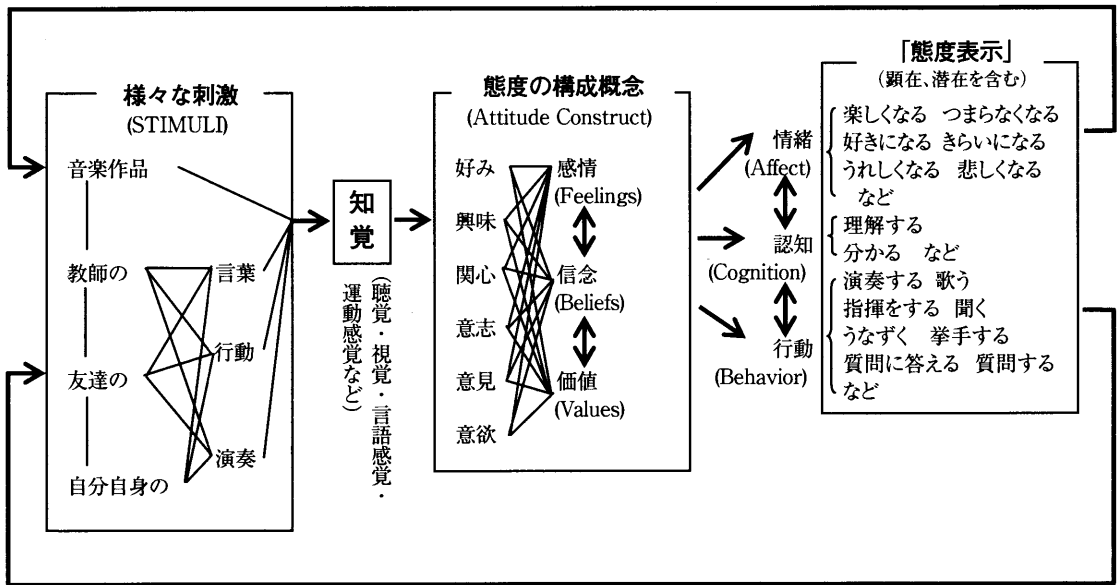 様々な刺激
(STIMULI)
音楽作品
教師の
友達の
自分自身の
言葉
行動
演奏
知覚
（聴覚・視覚・言語感覚・
運動感覚など）
態度の構成概念
(Attitude Construct)
好み
興味
関心
意志
意見
意欲
感情
(Feelings)
信念
(Beliefs)
価値
(Values)
情緒
(Affect)
認知
(Cognition)
行動
(Behavior)
「態度表示」
（顕在、潜在を含む）
楽しくなる つまらなくなる
好きになる きらいになる
うれしくなる 悲しくなる
など
理解する
分かる など
演奏する 歌う
指揮をする 聞く
うなずく 挙手する
質問に答える 質問する
など